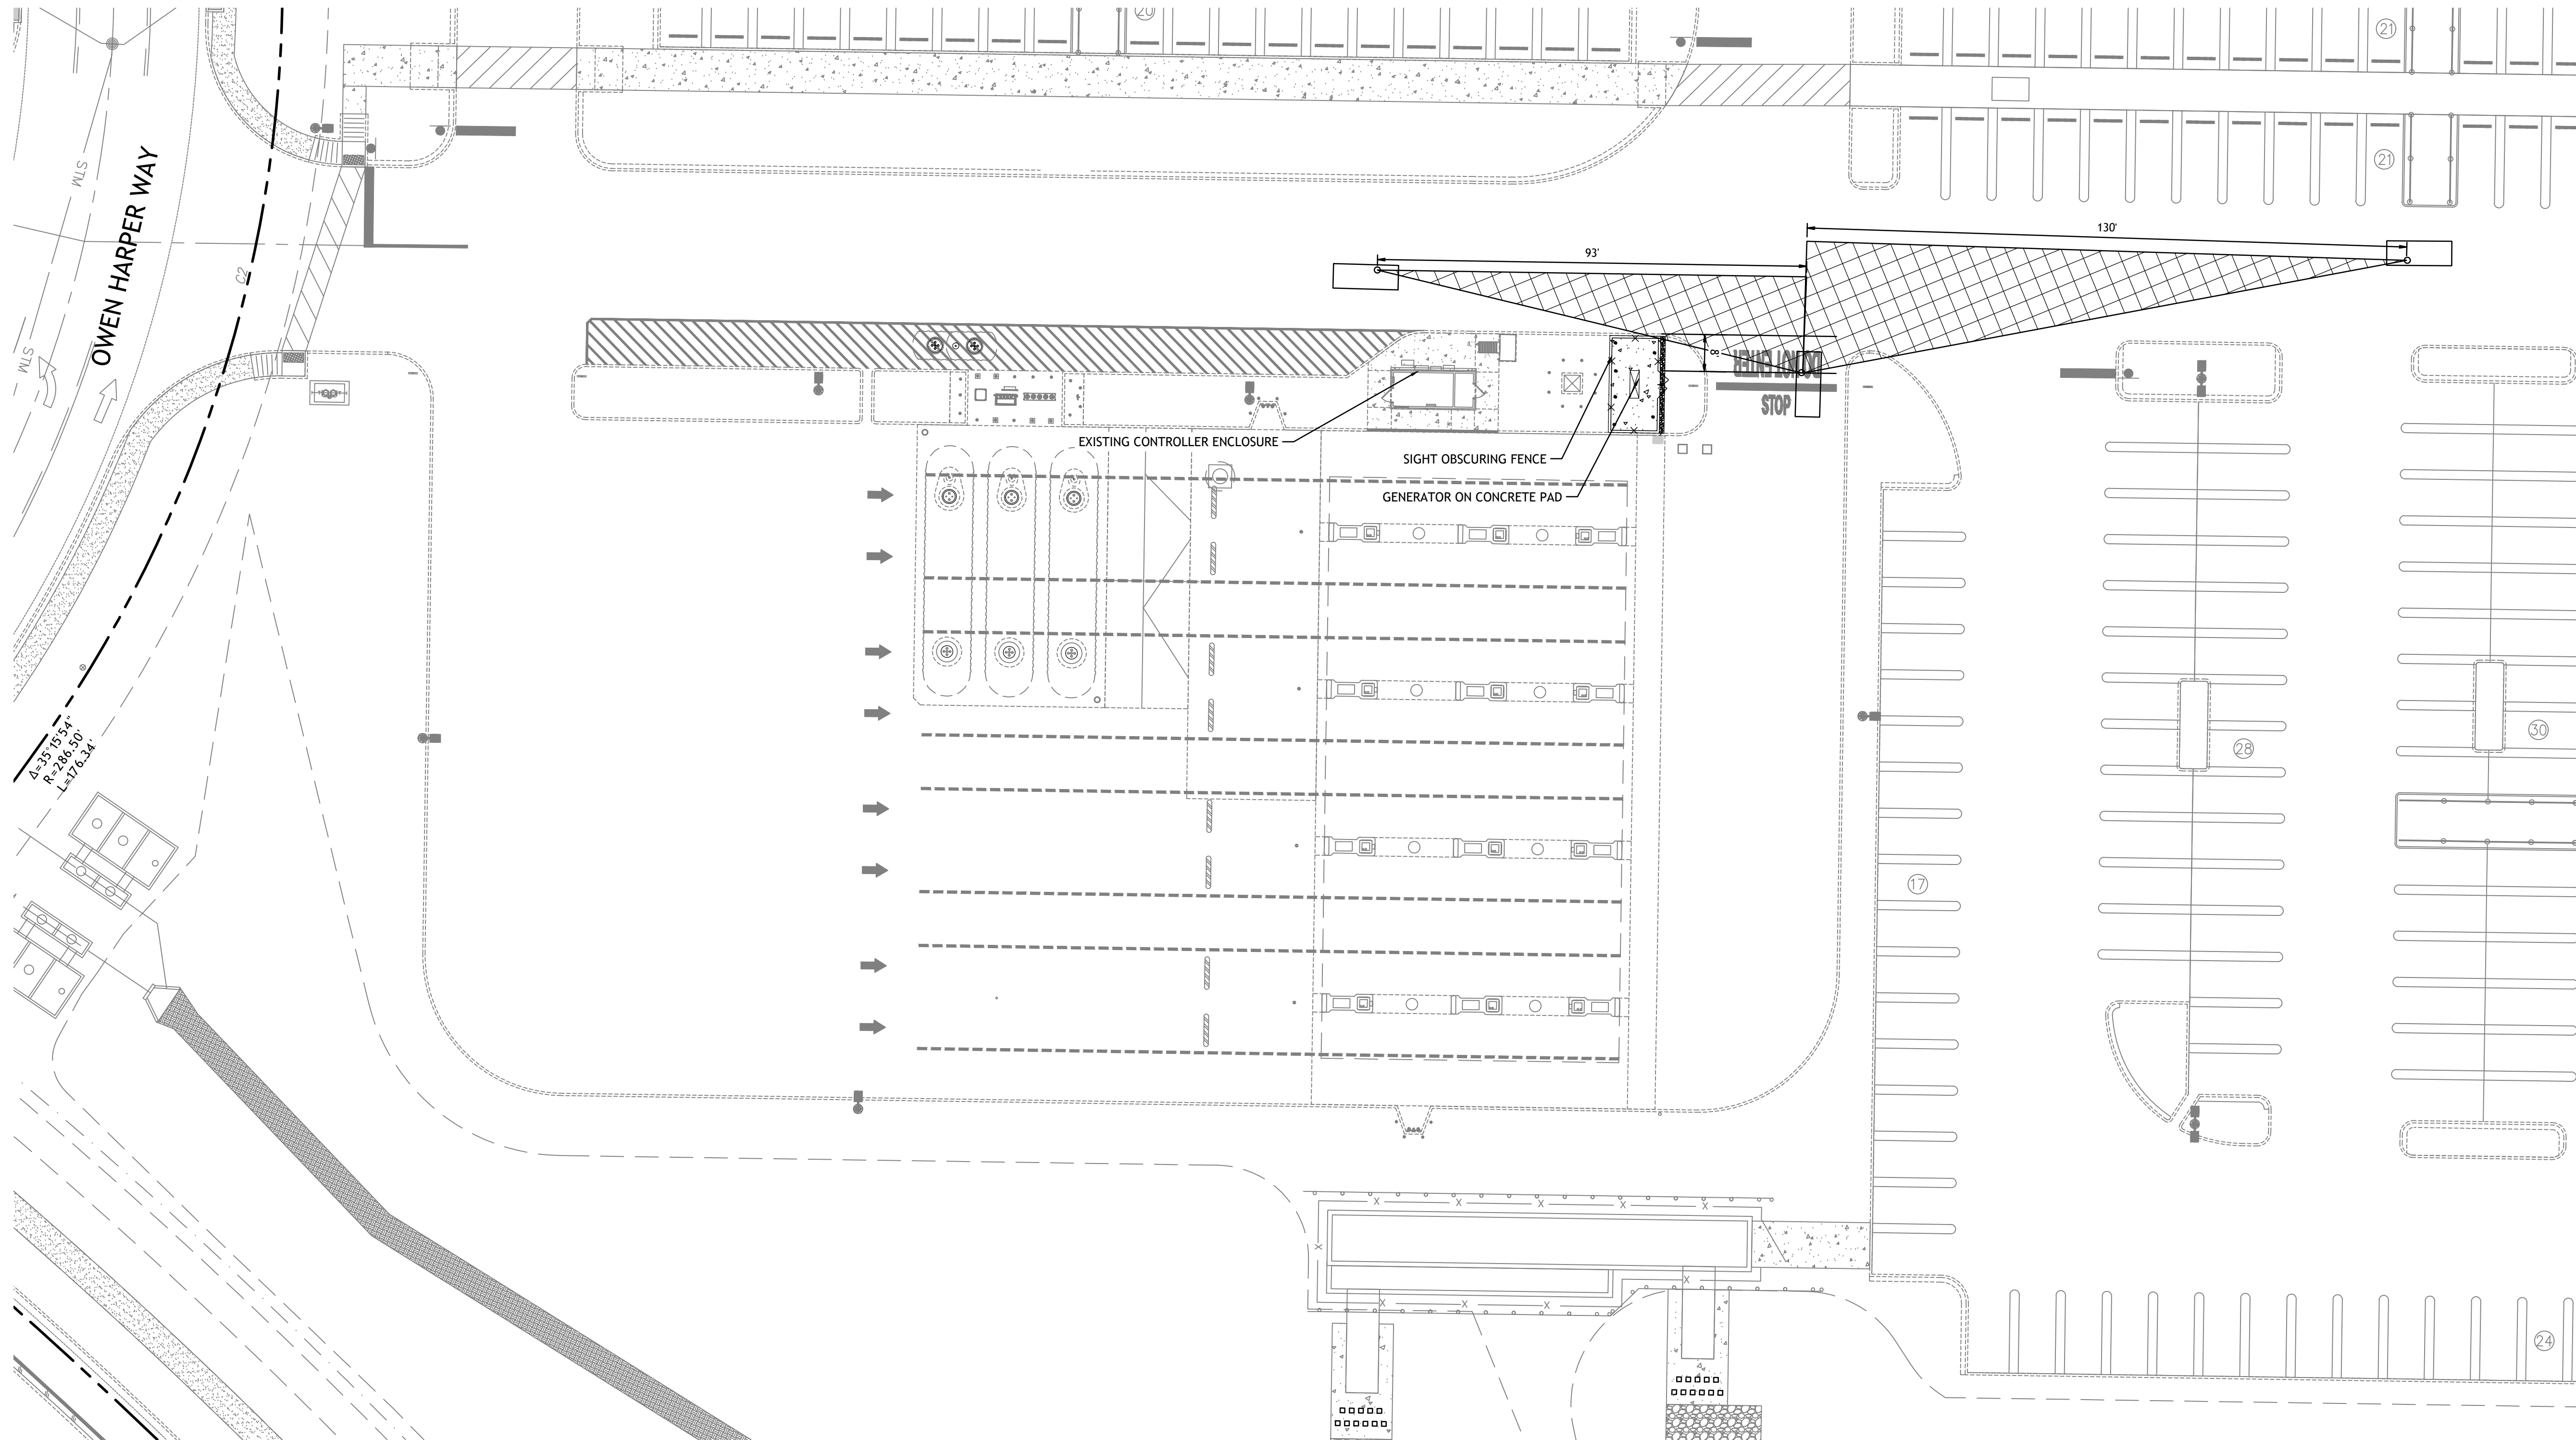 20
21
21
STM
STM
OWEN HARPER WAY
C2
130'
93'
8'
DO NOT ENTER
STOP
EXISTING CONTROLLER ENCLOSURE
SIGHT OBSCURING FENCE
GENERATOR ON CONCRETE PAD
Δ=35°15'54"
R=286.50'
L=176.34'
17
28
30
24